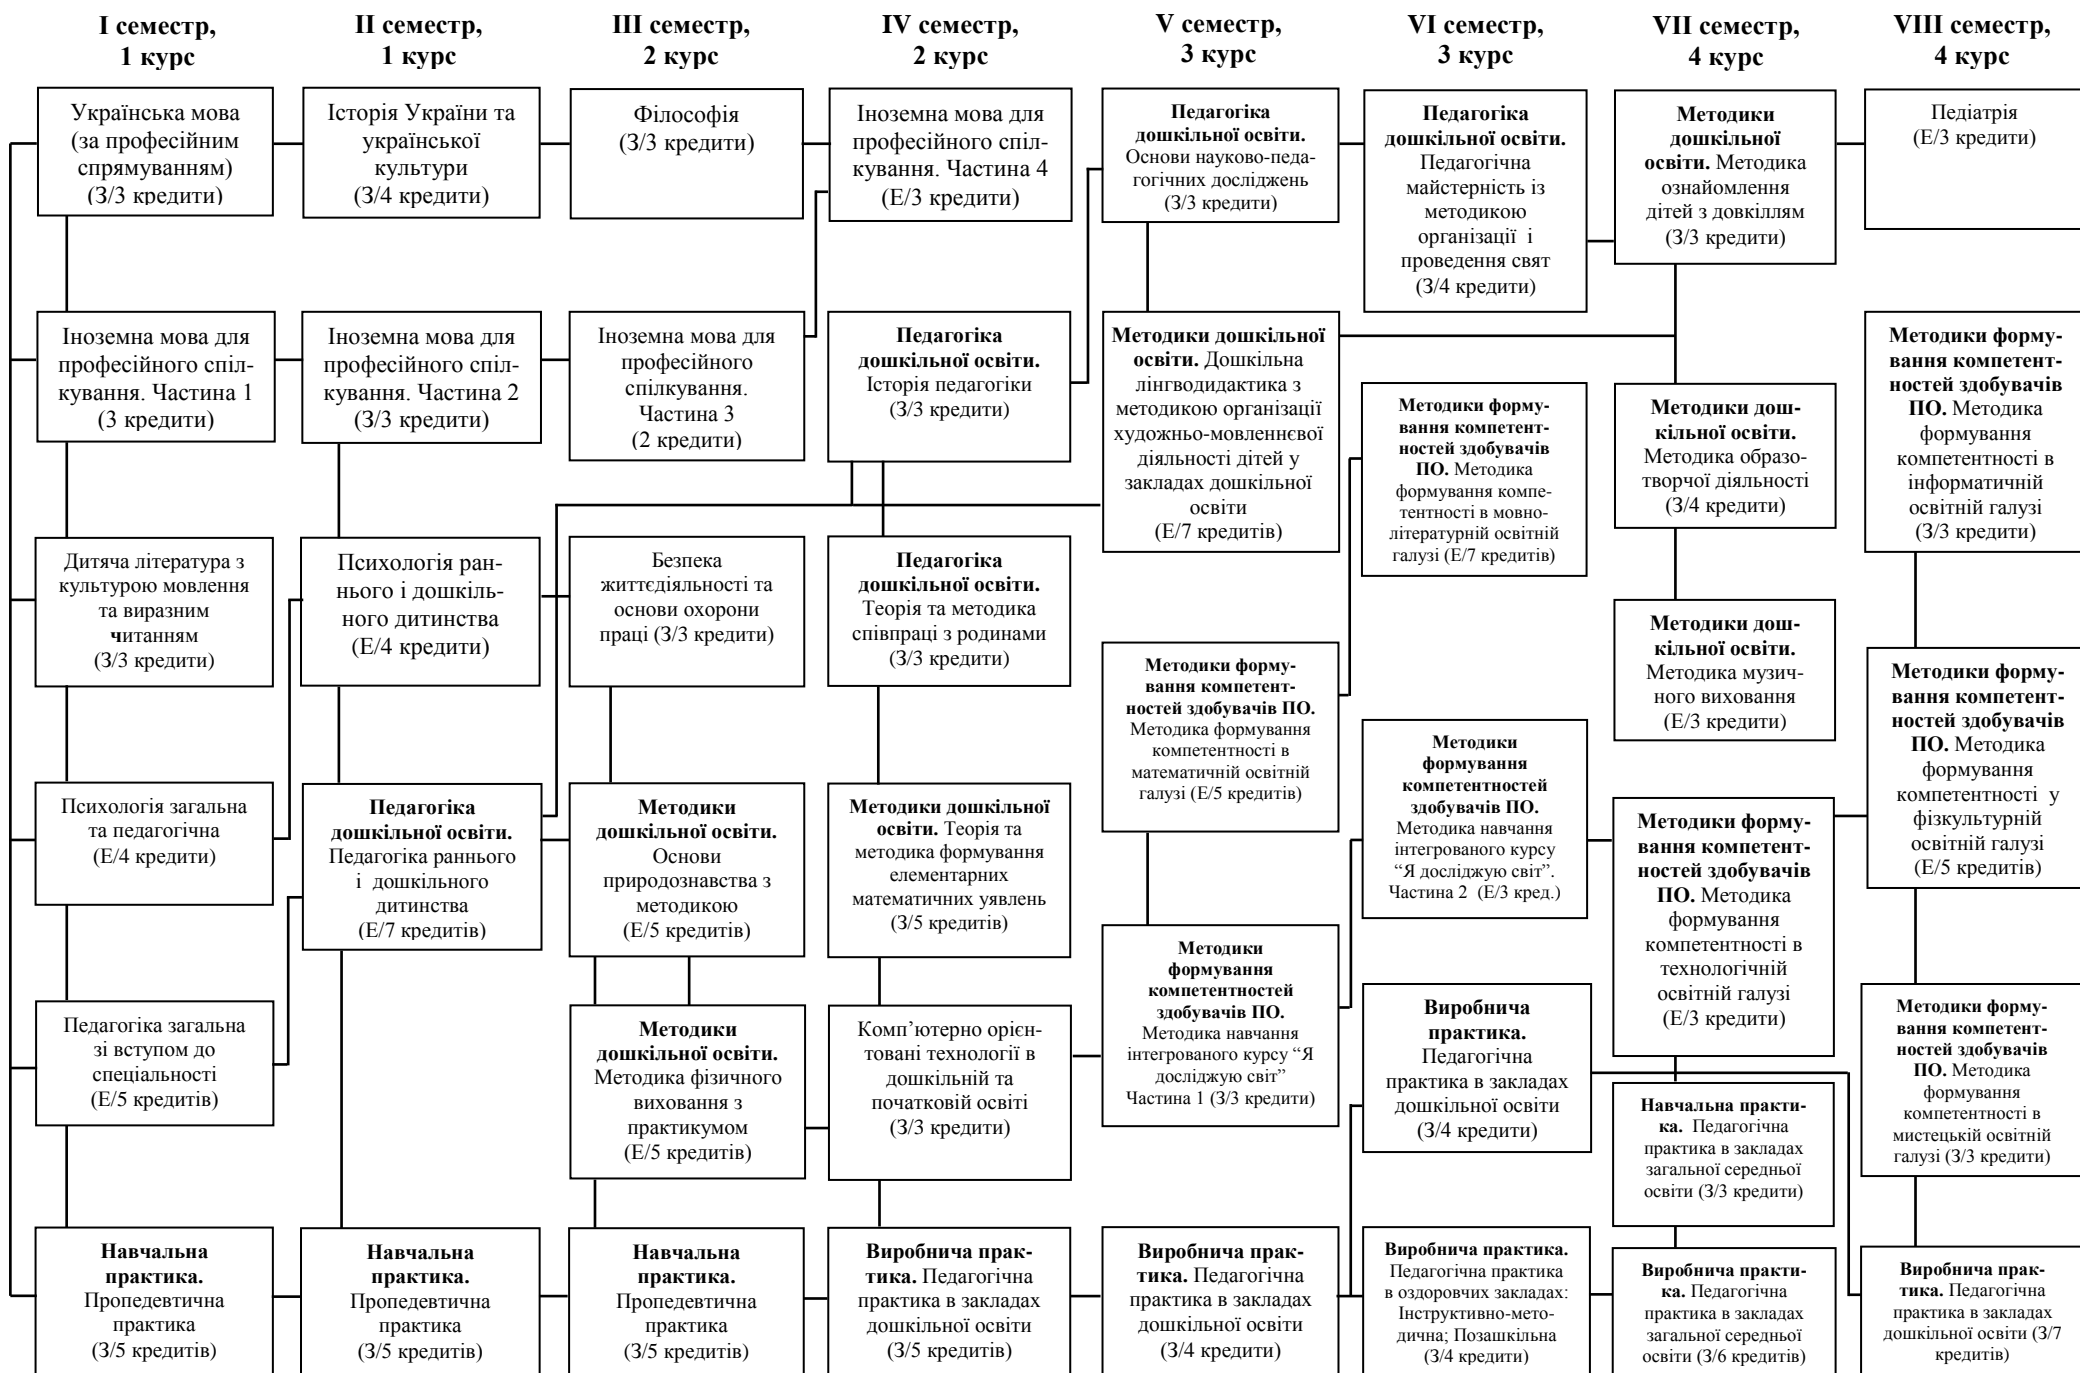 I семестр,
1 курс
II семестр,
1 курс
III семестр,
2 курс
IV семестр,
2 курс
V семестр,
3 курс
VI семестр,
3 курс
VII семестр,
4 курс
VIII семестр,
4 курс
Українська мова
(за професійним
спрямуванням)
(З/3 кредити)
Іноземна мова для
професійного спіл-
кування. Частина 1
(3 кредити)
Дитяча література з
культурою мовлення
та виразним
читанням
(З/3 кредити)
Психологія загальна
та педагогічна
(Е/4 кредити)
Педагогіка загальна
зі вступом до
спеціальності
(Е/5 кредитів)
Навчальна
практика.
Пропедевтична
практика
(З/5 кредитів)
Історія України та
української
культури
(З/4 кредити)
Іноземна мова для
професійного спіл-
кування. Частина 2
(З/3 кредити)
Психологія ран-
нього і дошкіль-
ного дитинства
(Е/4 кредити)
Педагогіка
дошкільної освіти.
Педагогіка раннього
і дошкільного
дитинства
(Е/7 кредитів)
Навчальна
практика.
Пропедевтична
практика
(З/5 кредитів)
Філософія
(З/3 кредити)
Іноземна мова для
професійного
спілкування.
Частина 3
(2 кредити)
Безпека
життєдіяльності та
основи охорони
праці (З/3 кредити)
Методики
дошкільної освіти.
Основи
природознавства з
методикою
(Е/5 кредитів)
Методики
дошкільної освіти.
Методика фізичного
виховання з
практикумом
(Е/5 кредитів)
Навчальна
практика.
Пропедевтична
практика
(З/5 кредитів)
Іноземна мова для
професійного спіл-
кування. Частина 4
(Е/3 кредити)
Педагогіка
дошкільної освіти.
Історія педагогіки
(З/3 кредити)
Педагогіка
дошкільної освіти.
Теорія та методика
співпраці з родинами
(З/3 кредити)
Методики дошкільної
освіти. Теорія та
методика формування
елементарних
математичних уявлень
(З/5 кредитів)
Комп’ютерно орієн-
товані технології в
дошкільній та
початковій освіті
(З/3 кредити)
Виробнича прак-
тика. Педагогічна
практика в закладах
дошкільної освіти
(З/5 кредитів)
Педагогіка
дошкільної освіти.
Основи науково-педа-
гогічних досліджень
(З/3 кредити)
Методики дошкільної
освіти. Дошкільна
лінгводидактика з
методикою організації
художньо-мовленнєвої
діяльності дітей у
закладах дошкільної
освіти
(Е/7 кредитів)
Методики форму-
вання компетент-
ностей здобувачів ПО.
Методика формування
компетентності в
математичній освітній
галузі (Е/5 кредитів)
Методики
формування
компетентностей
здобувачів ПО.
Методика навчання
інтегрованого курсу “Я
досліджую світ”
Частина 1 (З/3 кредити)
Виробнича прак-
тика. Педагогічна
практика в закладах
дошкільної освіти
(З/4 кредити)
Педагогіка
дошкільної освіти.
Педагогічна
майстерність із
методикою
організації і
проведення свят
(З/4 кредити)
Методики форму-
вання компетент-
ностей здобувачів
ПО. Методика
формування компе-
тентності в мовно-
літературній освітній
галузі (Е/7 кредитів)
Методики
формування
компетентностей
здобувачів ПО.
Методика навчання
інтегрованого курсу
“Я досліджую світ”.
Частина 2 (Е/3 кред.)
Виробнича
практика.
Педагогічна
практика в закладах
дошкільної освіти
(З/4 кредити)
Виробнича практика.
Педагогічна практика
в оздоровчих закладах:
Інструктивно-мето-
дична; Позашкільна
(З/4 кредити)
Методики
дошкільної
освіти. Методика
ознайомлення
дітей з довкіллям
(З/3 кредити)
Методики дош-
кільної освіти.
Методика образо-
творчої діяльності
(З/4 кредити)
Методики дош-
кільної освіти.
Методика музич-
ного виховання
(Е/3 кредити)
Методики форму-
вання компетент-
ностей здобувачів
ПО. Методика
формування
компетентності в
технологічній
освітній галузі
(Е/3 кредити)
Навчальна практи-
ка. Педагогічна
практика в закладах
загальної середньої
освіти (З/3 кредити)
Виробнича практи-
ка. Педагогічна
практика в закладах
загальної середньої
освіти (З/6 кредитів)
Педіатрія
(Е/3 кредити)
Методики форму-
вання компетент-
ностей здобувачів
ПО. Методика
формування
компетентності в
інформатичній
освітній галузі
(З/3 кредити)
Методики форму-
вання компетент-
ностей здобувачів
ПО. Методика
формування
компетентності у
фізкультурній
освітній галузі
(Е/5 кредитів)
Методики форму-
вання компетент-
ностей здобувачів
ПО. Методика
формування
компетентності в
мистецькій освітній
галузі (З/3 кредити)
Виробнича прак-
тика. Педагогічна
практика в закладах
дошкільної освіти (З/7
кредитів)